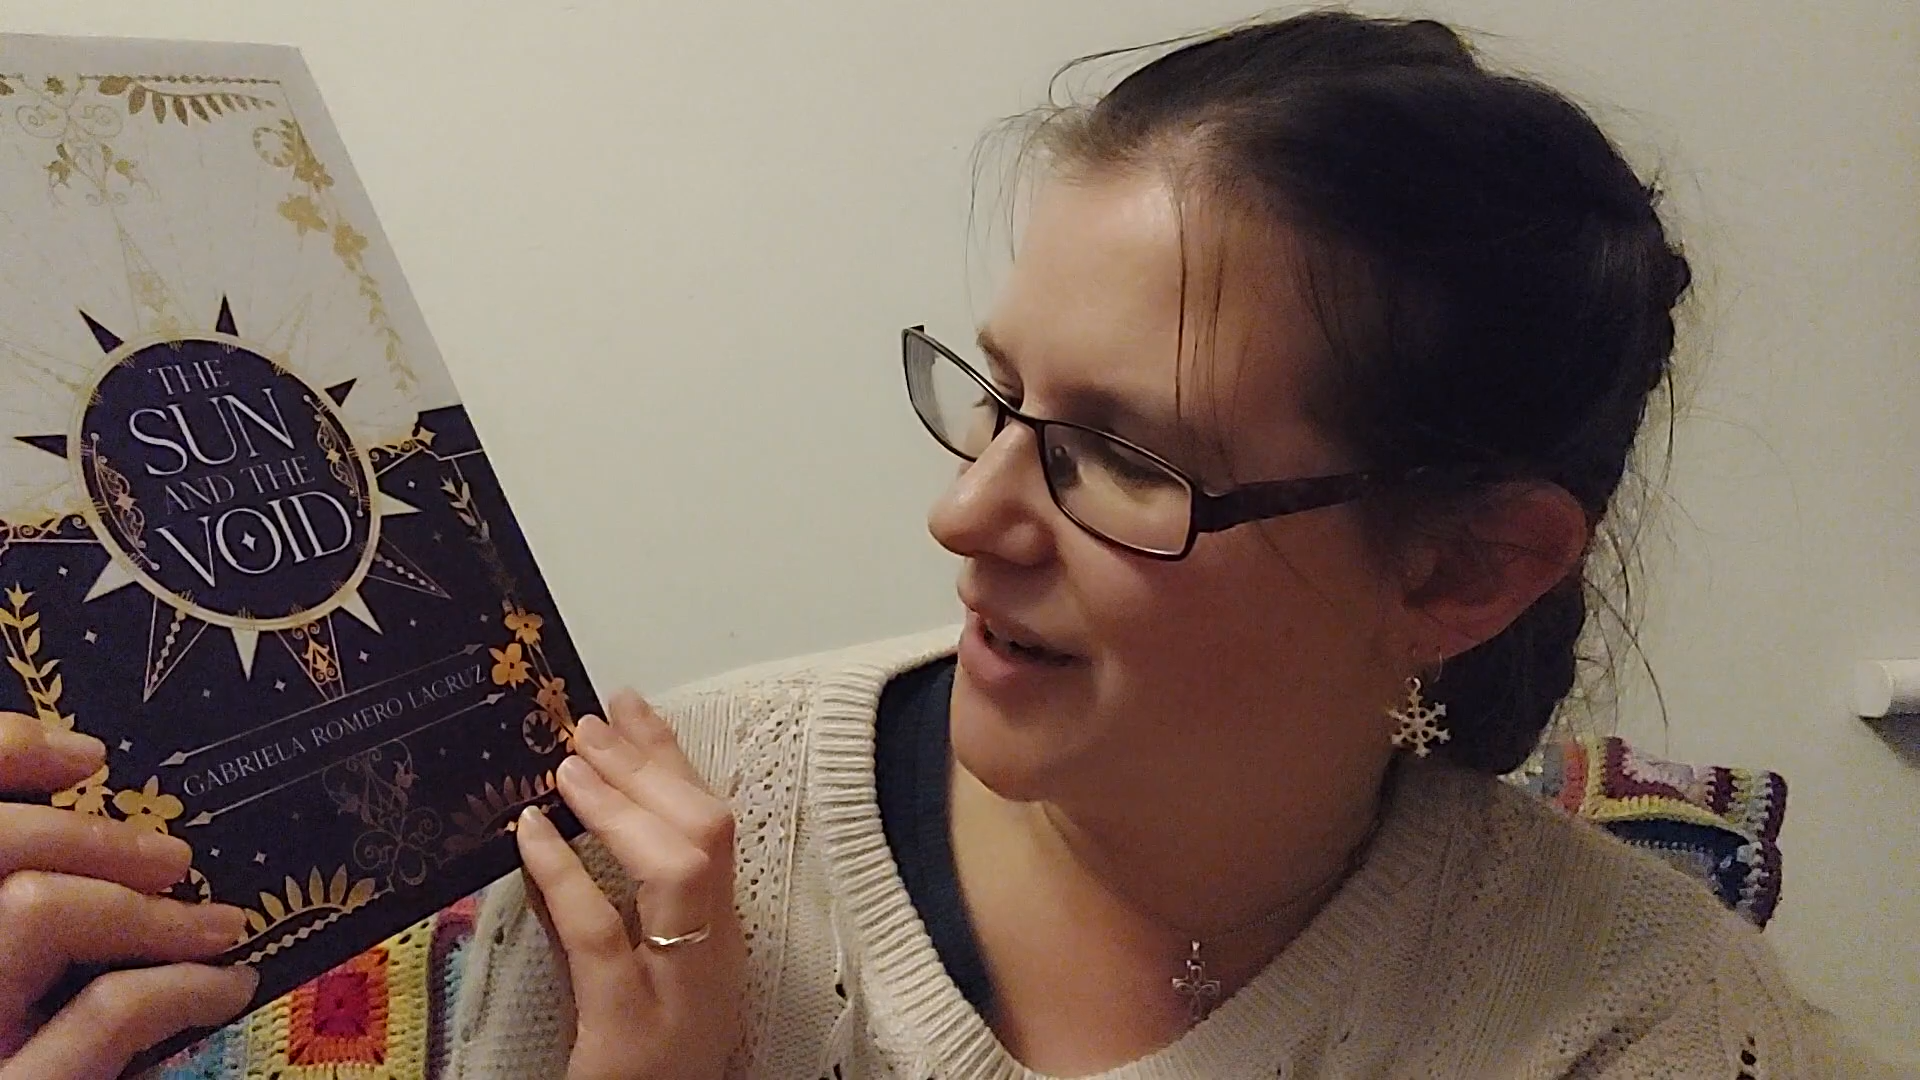 THE
SUN
AND THE
VOID
GABRIELA ROMERO LACRUZ